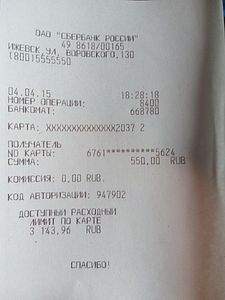 ОАО "СБЕРБАНК РОССИИ"
49 8618/00165
ИЖЕВСК,УЛ. ВОРОВСКОГО,130
(800)5555550
04.04.15 18:28:18
НОМЕР ОПЕРАЦИИ: 8400
БАНКОМАТ: 668780
КАРТА: XXXXXXXXXXXXXX2037 2
ПОЛУЧАТЕЛЬ
NO КАРТЫ: 6761**********5624
СУММА: 550,00 RUB
КОМИССИЯ: 0,00 RUB.
КОД АВТОРИЗАЦИИ: 947902
ДОСТУПНЫЙ РАСХОДНЫЙ
ЛИМИТ ПО КАРТЕ
3 143,96 RUB
СПАСИБО!